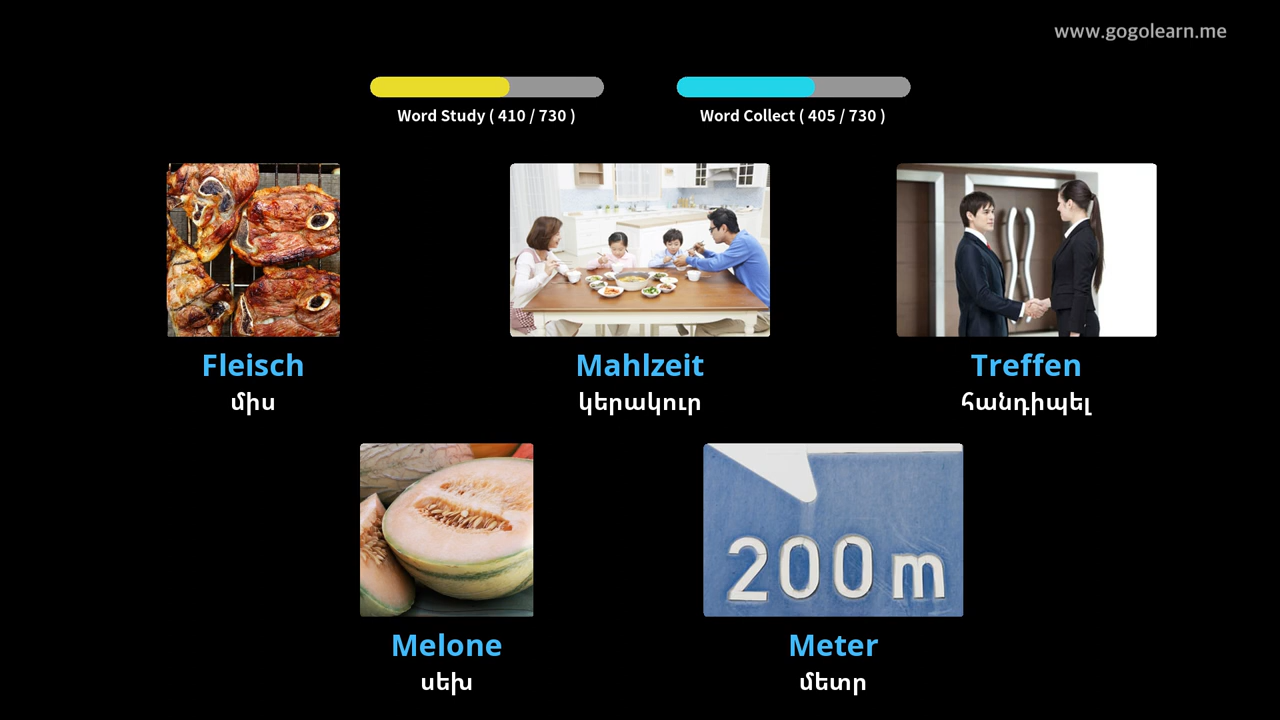 www.gogolearn.me
Word Study ( 410 / 730 )
Word Collect ( 405 / 730 )
Fleisch
միս
Mahlzeit
կերակուր
Treffen
հանդիպել
200 m
Melone
սեխ
Meter
մետր